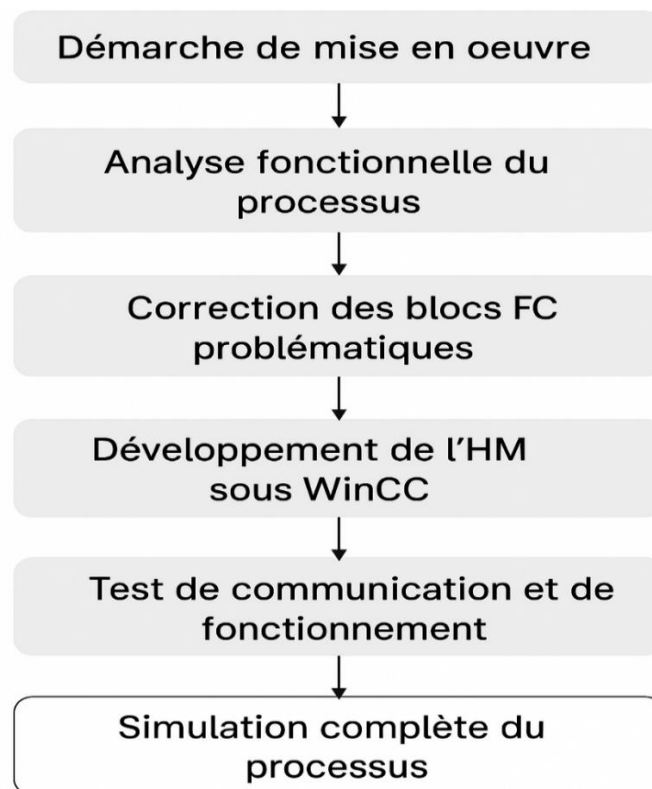 Démarche de mise en oeuvre
Analyse fonctionnelle du
processus
Correction des blocs FC
problématiques
Développement de l'HM
sous WinCC
Test de communication et de
fonctionnement
Simulation complète du
processus